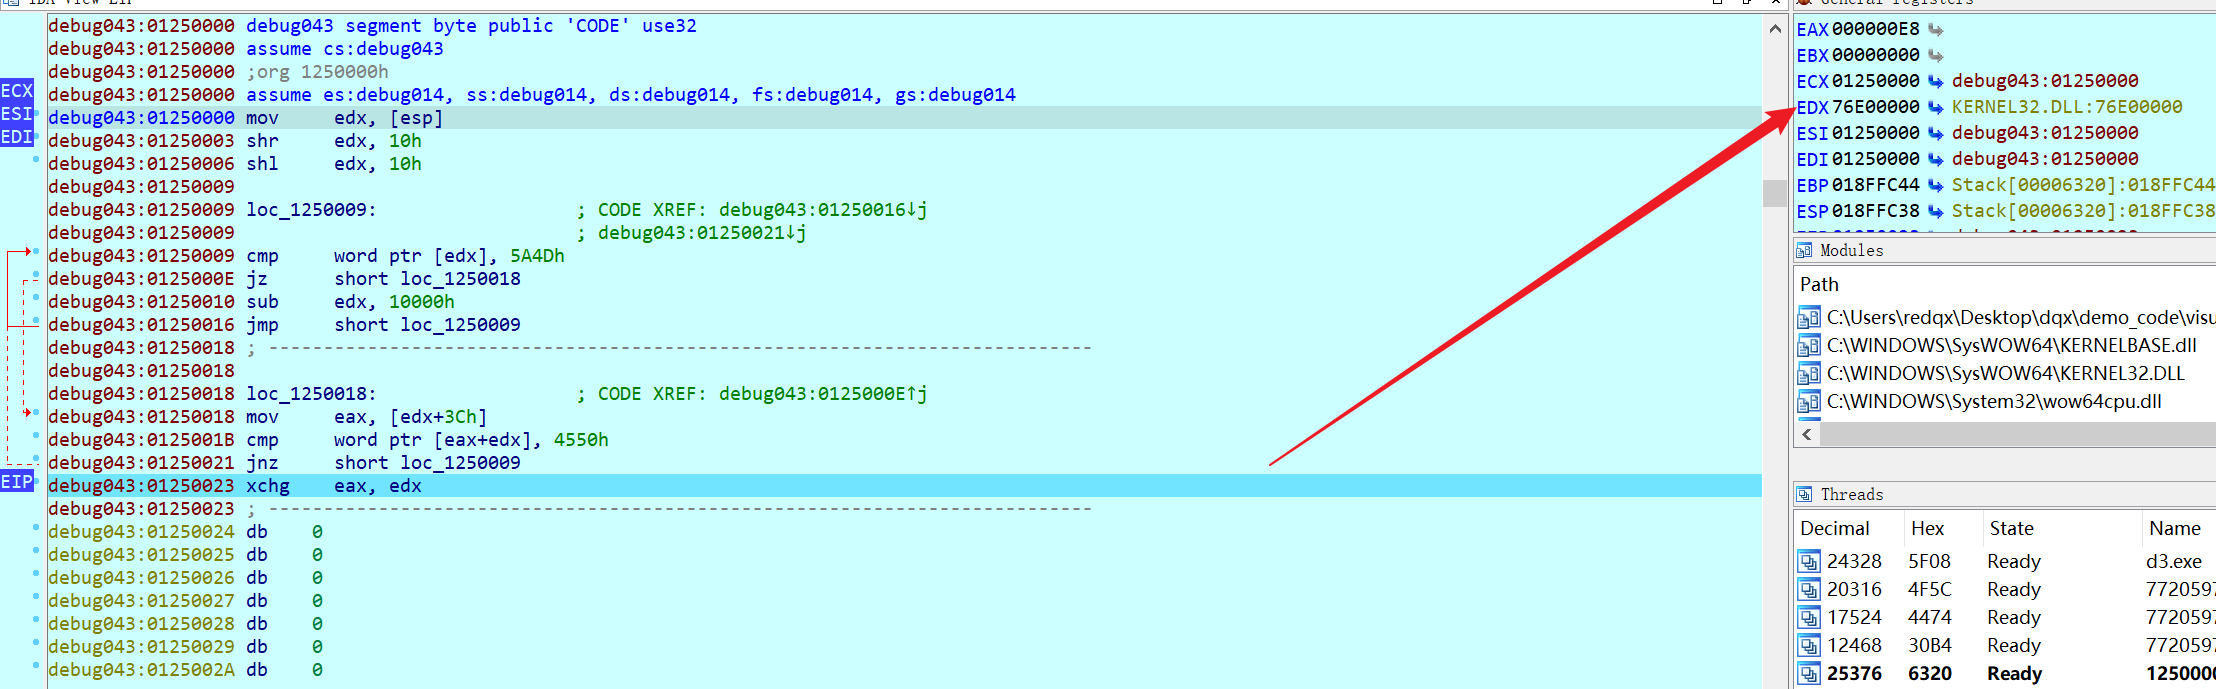 IDA View-EIP
debug043:01250000 debug043 segment byte public 'CODE' use32
debug043:01250000 assume cs:debug043
debug043:01250000 ;org 1250000h
debug043:01250000 assume es:debug014, ss:debug014, ds:debug014, fs:debug014, gs:debug014
debug043:01250000 mov edx, [esp]
debug043:01250003 shr edx, 10h
debug043:01250006 shl edx, 10h
debug043:01250009
debug043:01250009 loc_1250009: ; CODE XREF: debug043:01250016↓j
debug043:01250009 ; debug043:01250021↓j
debug043:01250009 cmp word ptr [edx], 5A4Dh
debug043:0125000E jz short loc_1250018
debug043:01250010 sub edx, 10000h
debug043:01250016 jmp short loc_1250009
debug043:01250018 ; ---------------------------------------------------------------------------
debug043:01250018
debug043:01250018 loc_1250018: ; CODE XREF: debug043:0125000E↑j
debug043:01250018 mov eax, [edx+3Ch]
debug043:0125001B cmp word ptr [eax+edx], 4550h
debug043:01250021 jnz short loc_1250009
debug043:01250023 xchg eax, edx
debug043:01250023 ; ---------------------------------------------------------------------------
debug043:01250024 db 0
debug043:01250025 db 0
debug043:01250026 db 0
debug043:01250027 db 0
debug043:01250028 db 0
debug043:01250029 db 0
debug043:0125002A db 0
ECX
ESI
EDI
EIP
General registers
EAX 000000E8
EBX 00000000
ECX 01250000 debug043:01250000
EDX 76E00000 KERNEL32.DLL:76E00000
ESI 01250000 debug043:01250000
EDI 01250000 debug043:01250000
EBP 018FFC44 Stack[00006320]:018FFC44
ESP 018FFC38 Stack[00006320]:018FFC38
Modules
Path
C:\Users\redqx\Desktop\dqx\demo_code\visu
C:\WINDOWS\SysWOW64\KERNELBASE.dll
C:\WINDOWS\SysWOW64\KERNEL32.DLL
C:\WINDOWS\System32\wow64cpu.dll
Threads
Decimal Hex State Name
24328 5F08 Ready d3.exe
20316 4F5C Ready 7720597
17524 4474 Ready 7720597
12468 30B4 Ready 7720597
25376 6320 Ready 1250000